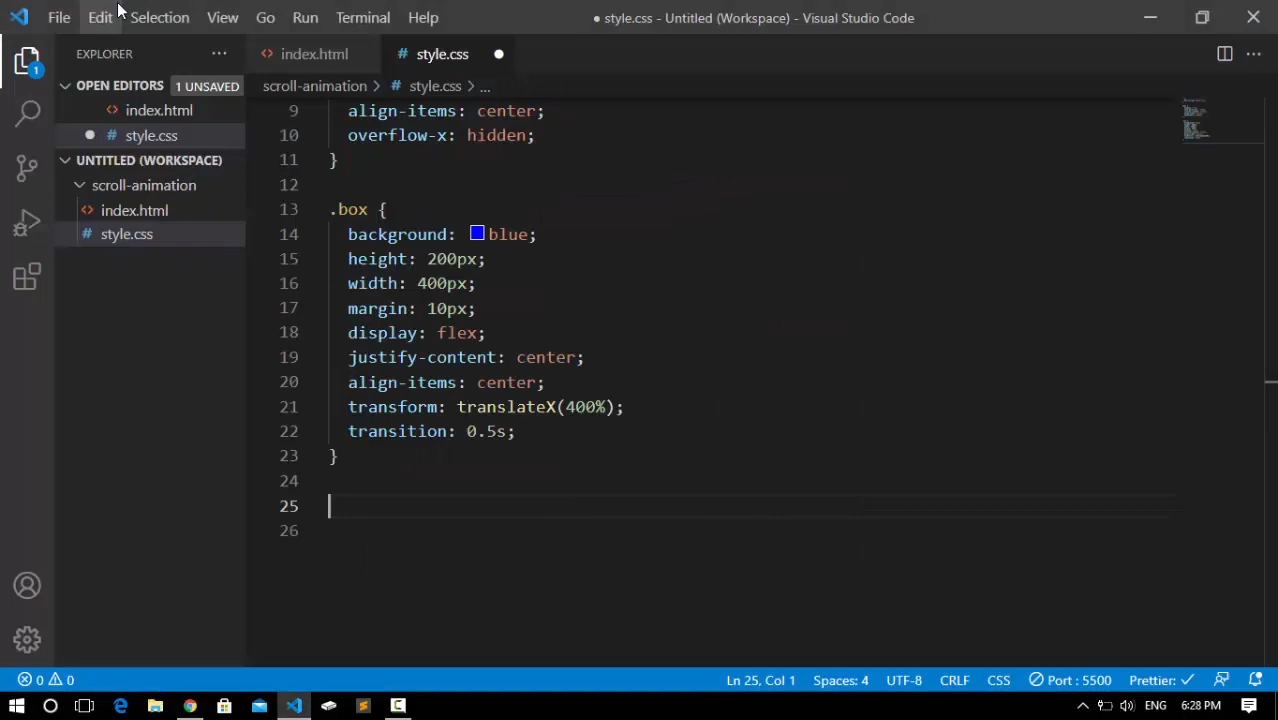 File Edit Selection View Go Run Terminal Help ● style.css - Untitled (Workspace) - Visual Studio Code
EXPLORER ··· <> index.html # style.css ●
1
OPEN EDITORS 1 UNSAVED
scroll-animation > # style.css > ...
<> index.html
● # style.css
UNTITLED (WORKSPACE)
scroll-animation
<> index.html
# style.css
9 align-items: center;
10 overflow-x: hidden;
11 }
12
13 .box {
14 background: blue;
15 height: 200px;
16 width: 400px;
17 margin: 10px;
18 display: flex;
19 justify-content: center;
20 align-items: center;
21 transform: translateX(400%);
22 transition: 0.5s;
23 }
24
25
26
0 0 Ln 25, Col 1 Spaces: 4 UTF-8 CRLF CSS Port : 5500 Prettier: ✓
ENG 6:28 PM